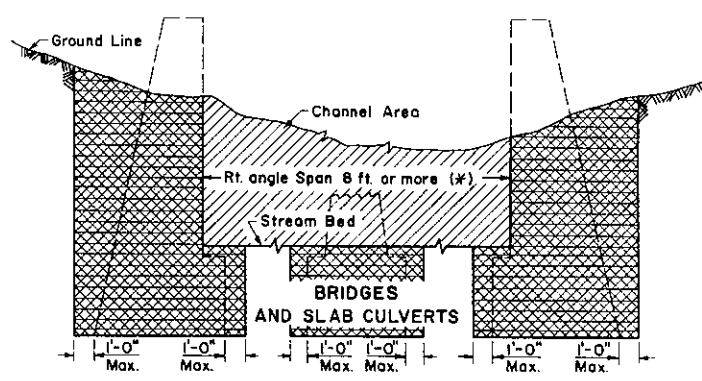 Ground Line
Channel Area
Rt. angle Span 8 ft. or more (*)
Stream Bed
BRIDGES
AND SLAB CULVERTS
1'-0" 1'-0" 1'-0" 1'-0" 1'-0" 1'-0"
Max. Max. Max. Max. Max. Max.